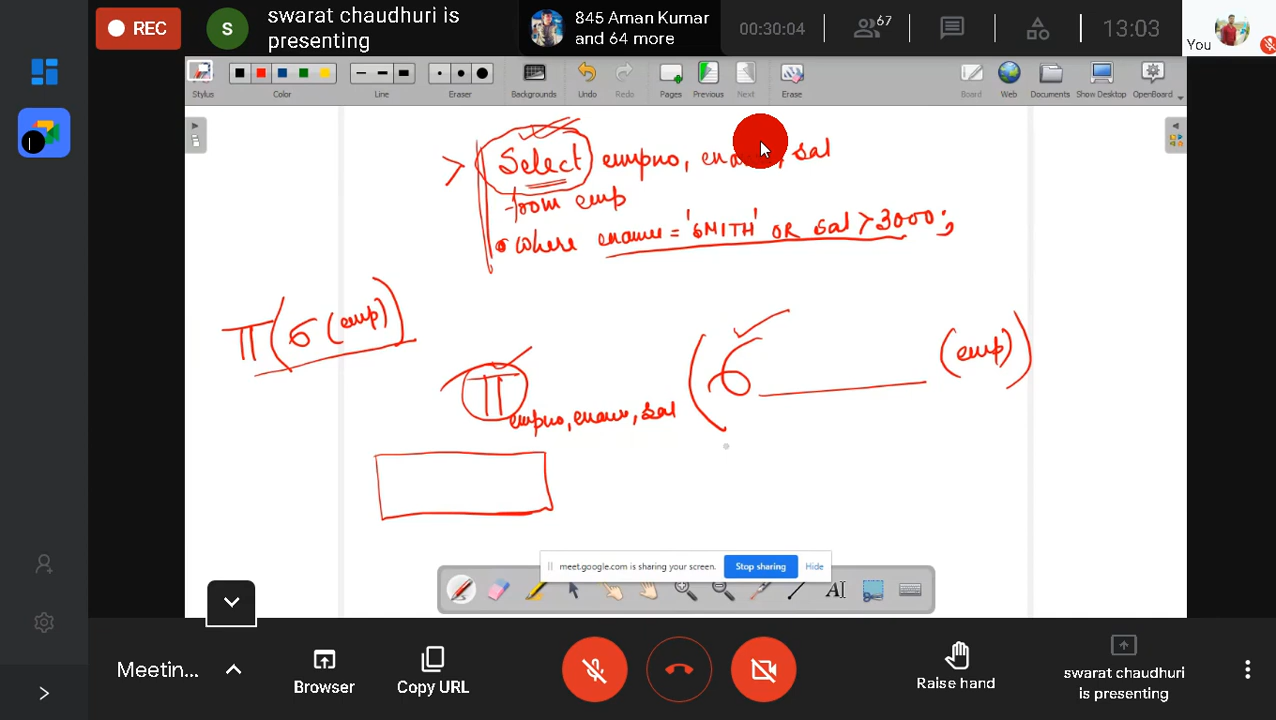 REC
s
swarat chaudhuri is
presenting
845 Aman Kumar
and 64 more
00:30:04
67
13:03
You
Stylus
Color
Line
Eraser
Backgrounds
Undo
Redo
Pages
Previous
Next
Erase
Board
Web
Documents
Show Desktop
OpenBoard
> Select empno, ename, sal
from emp
where ename = 'SMITH' OR sal > 3000;
π(σ (emp))
π empno, ename, sal (σ (emp))
meet.google.com is sharing your screen.
Stop sharing
Hide
AI
Meetin...
Browser
Copy URL
Raise hand
swarat chaudhuri
is presenting